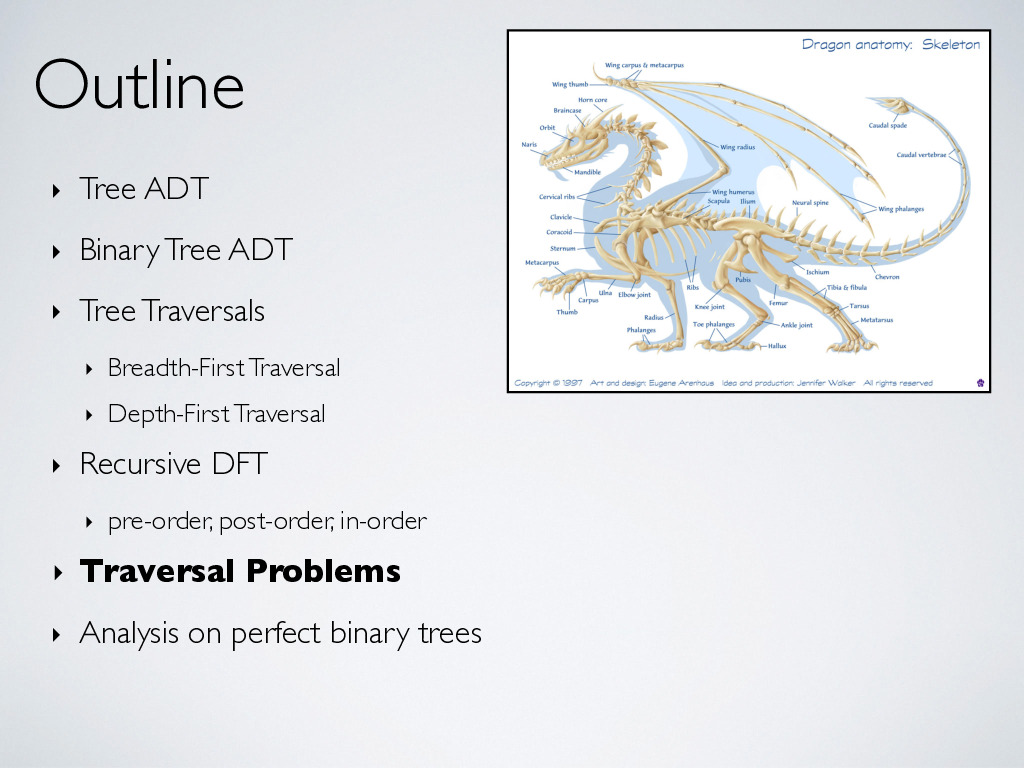 Outline
Tree ADT
Binary Tree ADT
Tree Traversals
Breadth-First Traversal
Depth-First Traversal
Recursive DFT
pre-order, post-order, in-order
Traversal Problems
Analysis on perfect binary trees
Dragon anatomy: Skeleton
Wing carpus & metacarpus
Wing thumb
Horn core
Braincase
Orbit
Naris
Mandible
Caudal spade
Caudal vertebrae
Wing radius
Cervical ribs
Wing humerus
Scapula
Ilium
Neural spine
Wing phalanges
Clavicle
Coracoid
Sternum
Metacarpus
Ischium
Chevron
Pubis
Tibia & fibula
Ribs
Ulna
Elbow joint
Carpus
Thumb
Knee joint
Femur
Tarsus
Metatarsus
Radius
Phalanges
Toe phalanges
Ankle joint
Hallux
Copyright © 1997 Art and design: Eugene Arenhaus Idea and production: Jennifer Walker All rights reserved